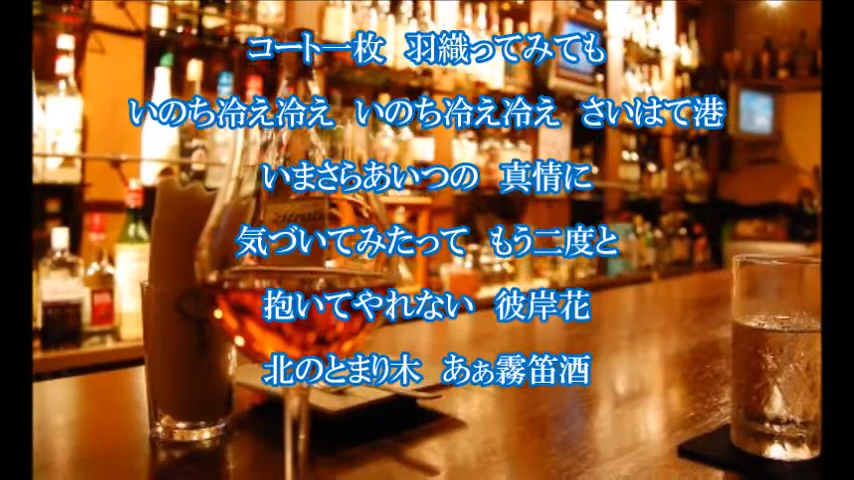 コート一枚　羽織ってみても
いのち冷え冷え　いのち冷え冷え　さいはて港
いまさらあいつの　真情に
気づいてみたって　もう二度と
抱いてやれない　彼岸花
北のとまり木　あぁ霧笛酒